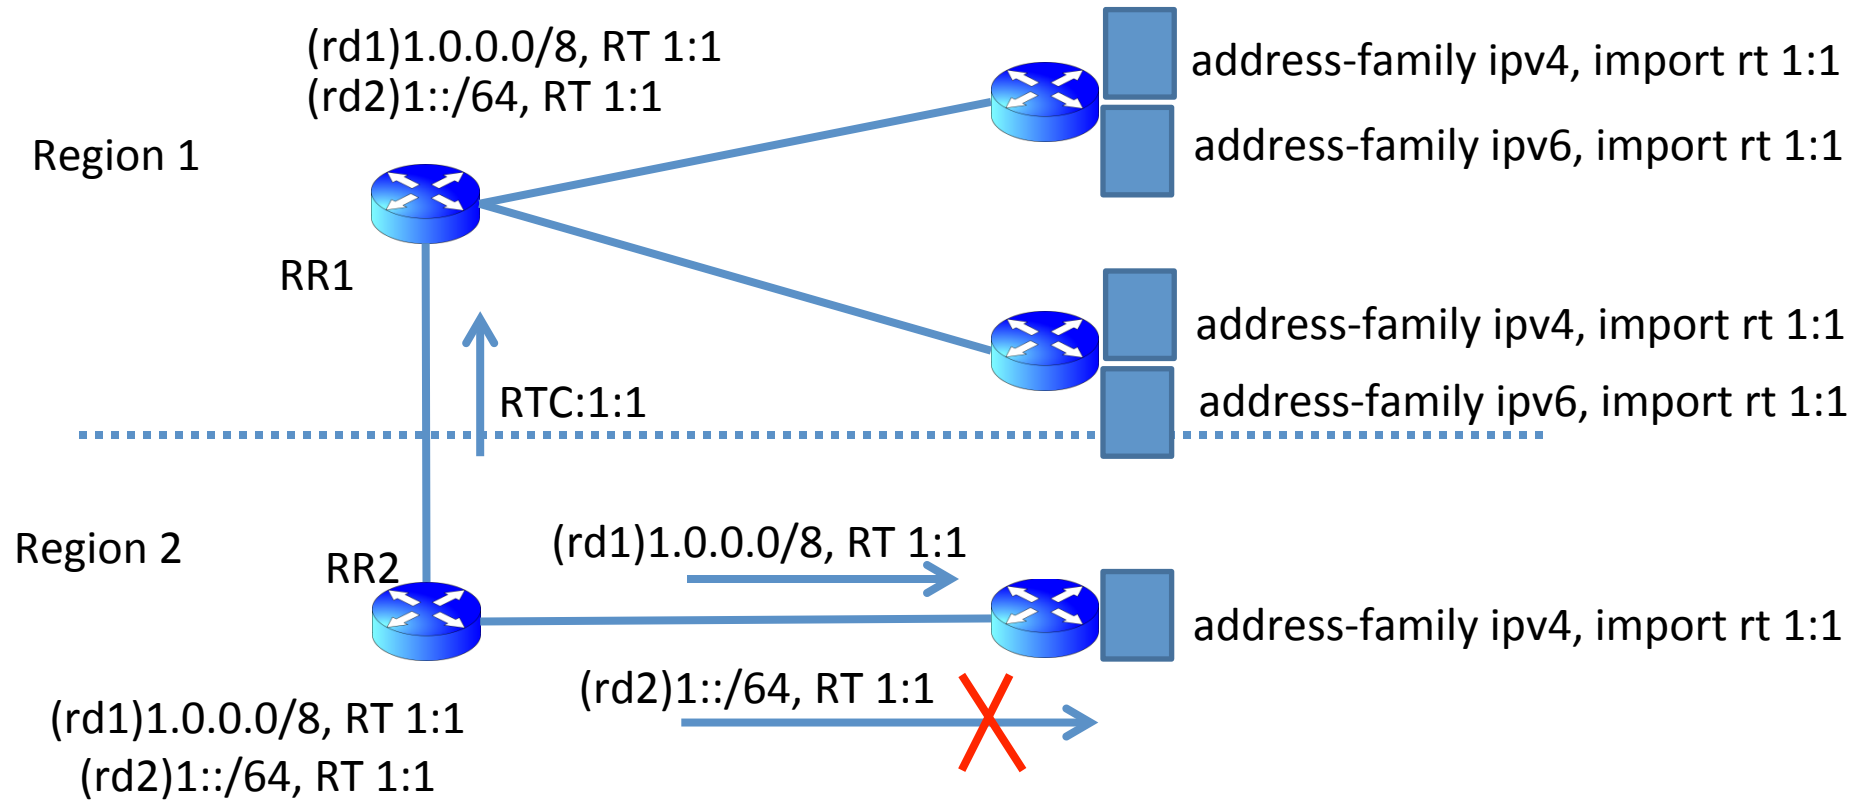 (rd1)1.0.0.0/8, RT 1:1
(rd2)1::/64, RT 1:1
address-family ipv4, import rt 1:1
address-family ipv6, import rt 1:1
Region 1
RR1
address-family ipv4, import rt 1:1
address-family ipv6, import rt 1:1
RTC:1:1
Region 2
RR2
(rd1)1.0.0.0/8, RT 1:1
address-family ipv4, import rt 1:1
(rd2)1::/64, RT 1:1
(rd1)1.0.0.0/8, RT 1:1
(rd2)1::/64, RT 1:1